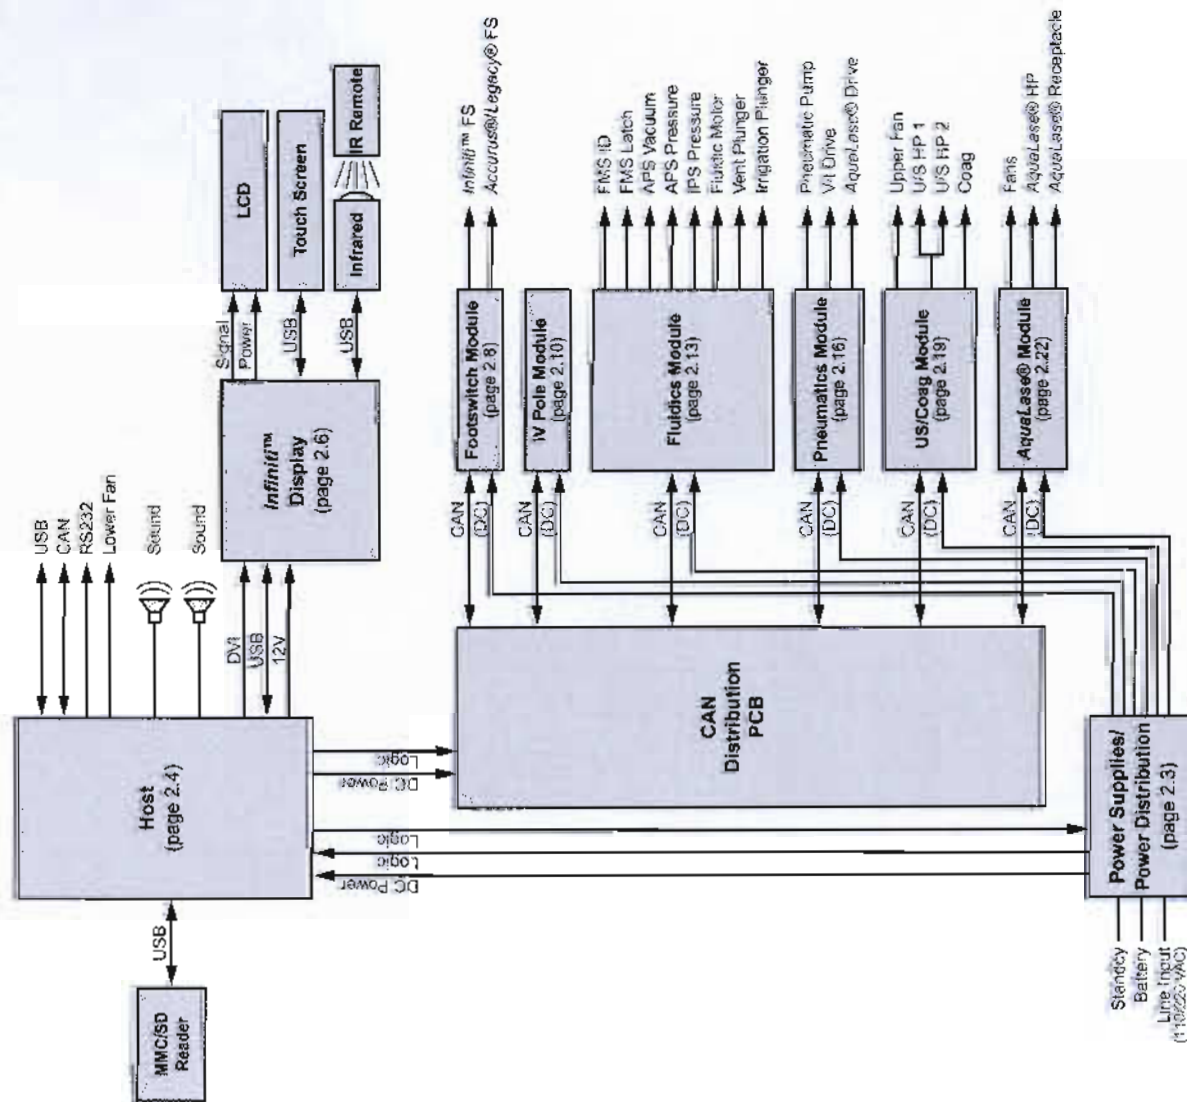 MMC/SD
Reader
USB
Host
(page 2.4)
USB
CAN
RS232
Lower Fan
Sound
Sound
DVI
USB
12V
Infiniti™
Display
(page 2.6)
Signal
Power
USB
USB
LCD
Touch Screen
Infrared
IR Remote
Logic
DC Power
Logic
Logic
DC Power
CAN
Distribution
PCB
CAN
(DC)
CAN
(DC)
CAN
(DC)
CAN
(DC)
CAN
(DC)
CAN
(DC)
Footswitch Module
(page 2.8)
IV Pole Module
(page 2.10)
Fluidics Module
(page 2.13)
Pneumatics Module
(page 2.16)
US/Coag Module
(page 2.19)
AquaLase® Module
(page 2.22)
Infiniti™ FS
Accurus®/Legacy® FS
FMS ID
FMS Latch
APS Vacuum
APS Pressure
IPS Pressure
Fluidic Motor
Vent Plunger
Irrigation Plunger
Pneumatic Pump
Vit Drive
AquaLase® Drive
Upper Fan
U/S HP 1
U/S HP 2
Coag
Fans
AquaLase® HP
AquaLase® Receptacle
Standby
Battery
Line Input
(110/220 VAC)
Power Supplies/
Power Distribution
(page 2.3)